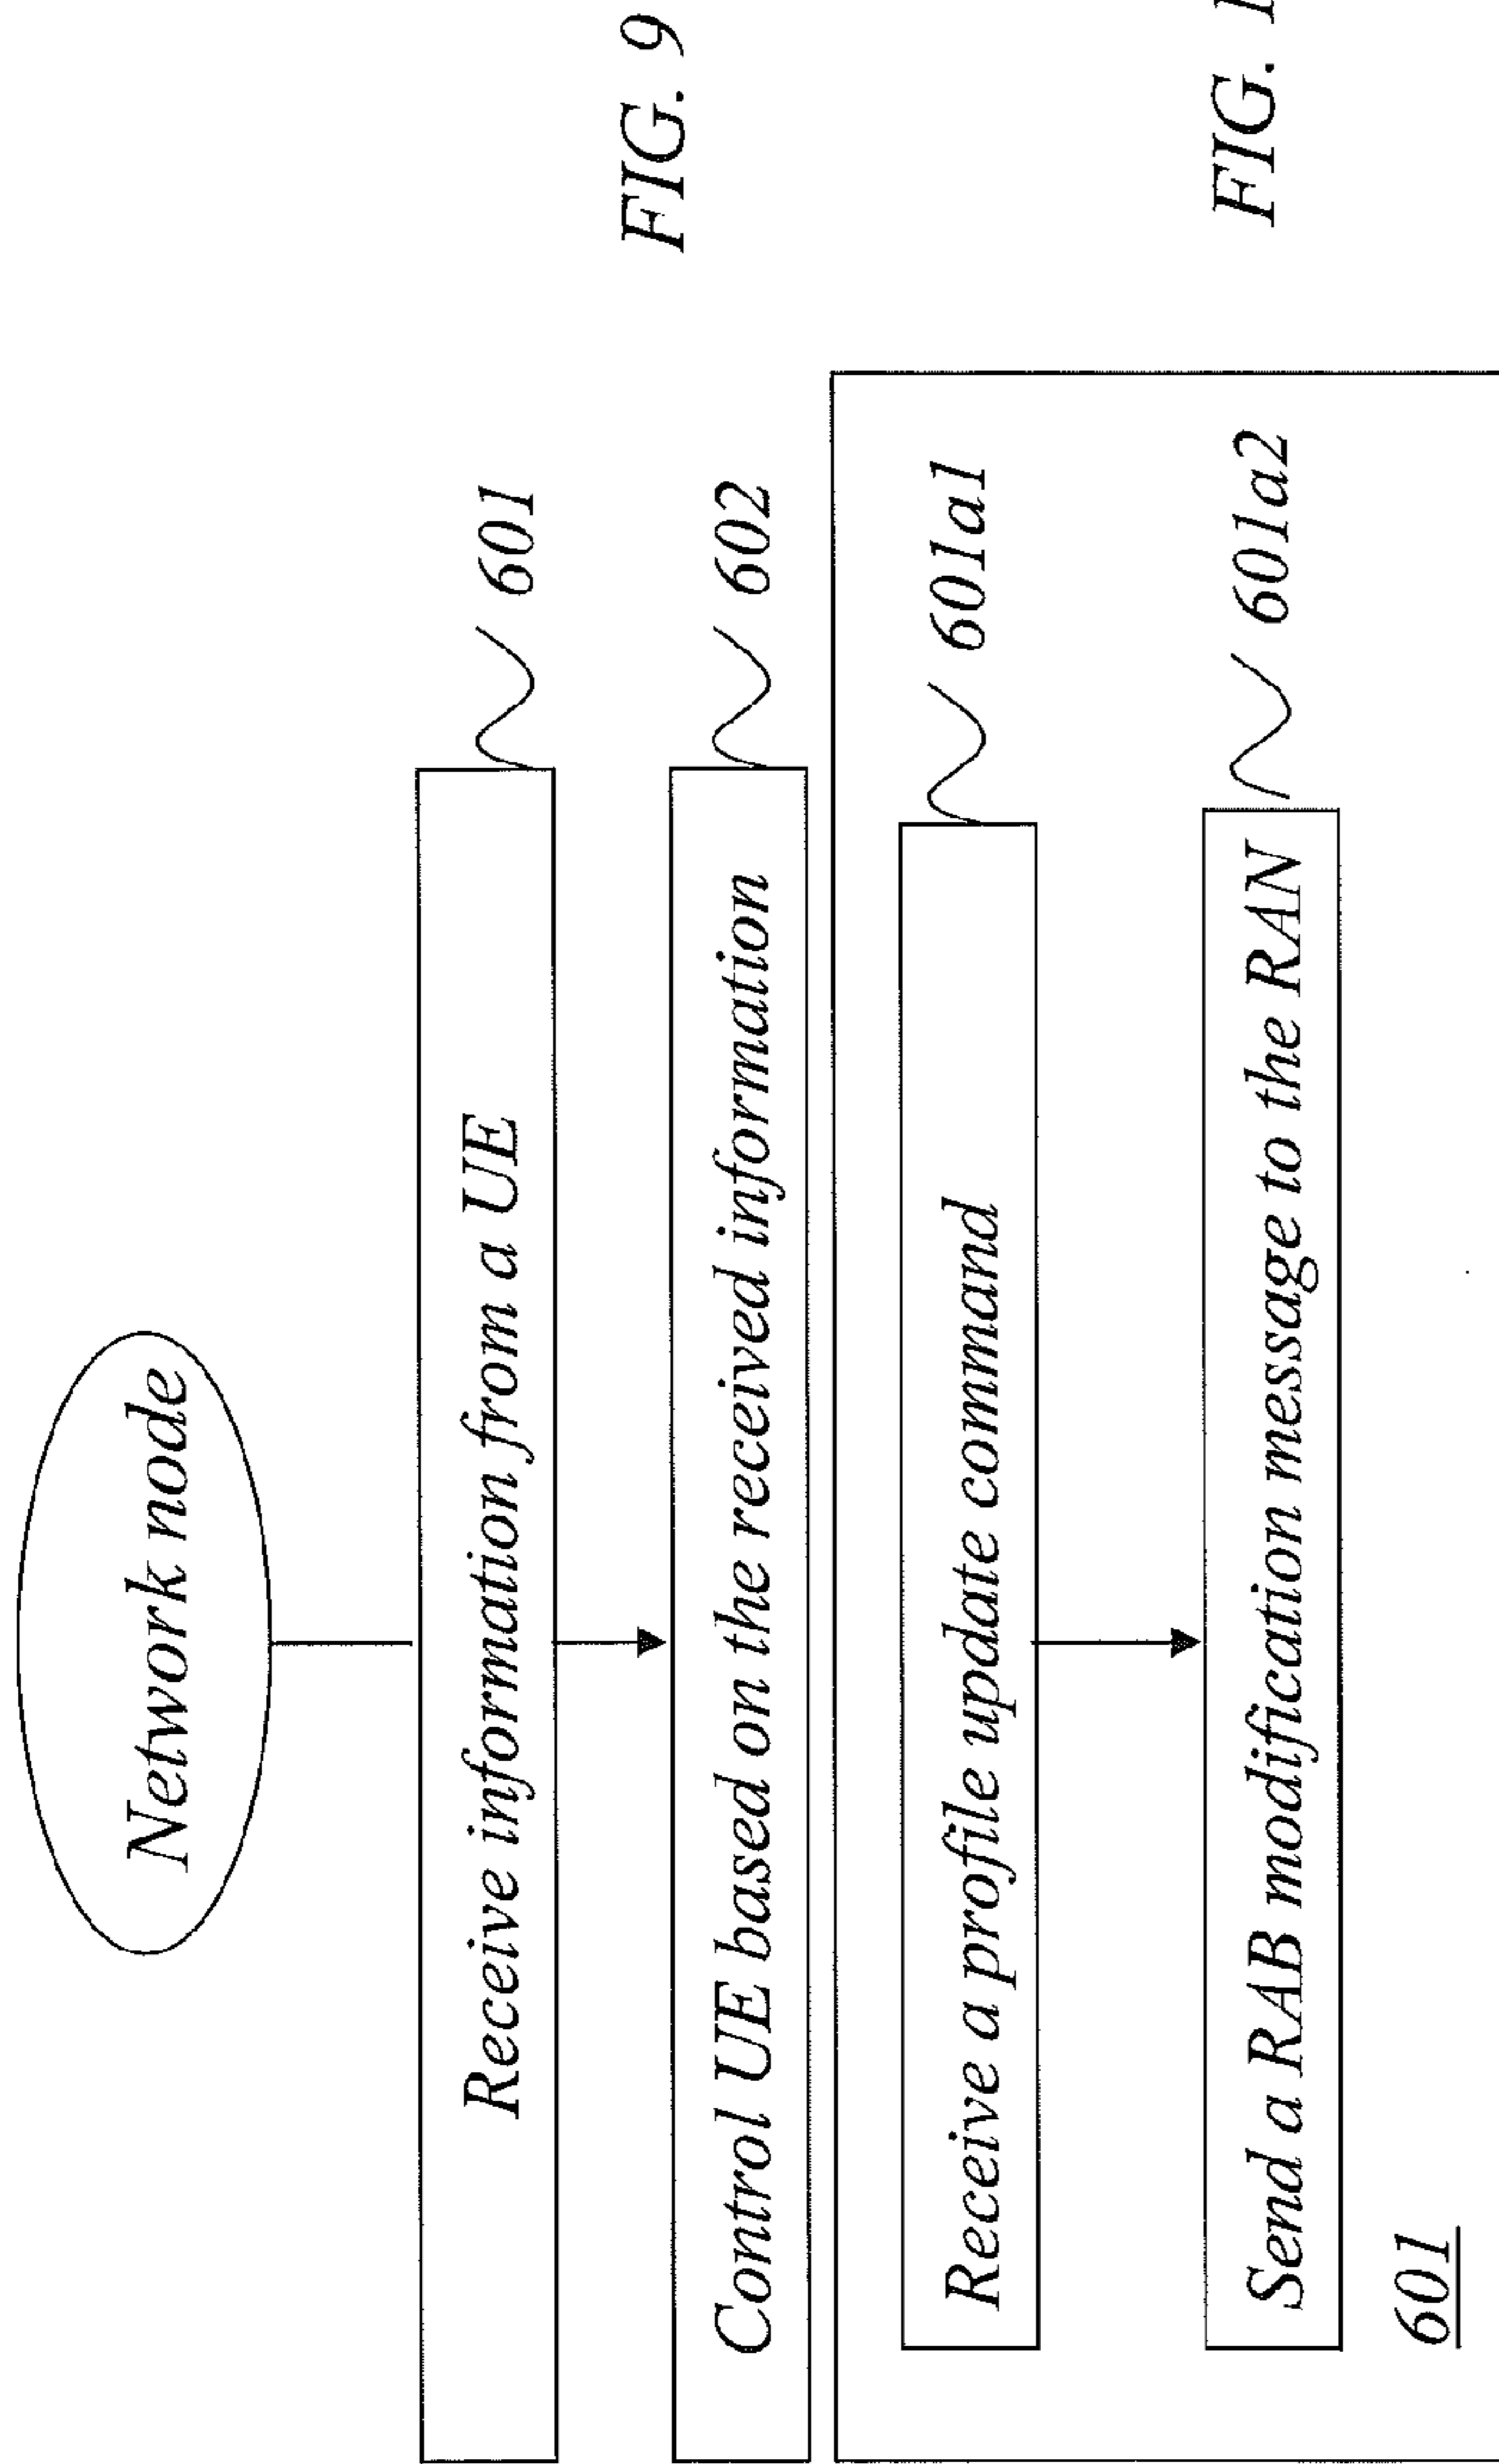 Network node
Receive information from a UE
601
Control UE based on the received information
602
FIG. 9
Receive a profile update command
601a1
Send a RAB modification message to the RAN
601a2
601
FIG.